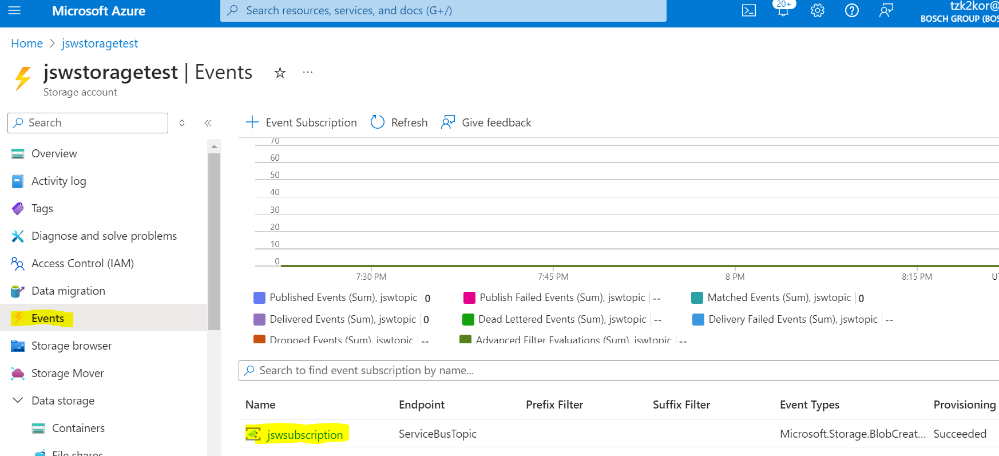 Microsoft Azure
Search resources, services, and docs (G+/)
20+
tzk2kor@
BOSCH GROUP (BOS
Home > jswstoragetest
jswstoragetest | Events
Storage account
Search
Event Subscription
Refresh
Give feedback
Overview
Activity log
Tags
Diagnose and solve problems
Access Control (IAM)
Data migration
Events
Storage browser
Storage Mover
Data storage
Containers
File shares
70
60
50
40
30
20
10
0
7:30 PM 7:45 PM 8 PM 8:15 PM UT
Published Events (Sum), jswtopic 0
Publish Failed Events (Sum), jswtopic --
Matched Events (Sum), jswtopic 0
Delivered Events (Sum), jswtopic 0
Dead Lettered Events (Sum), jswtopic --
Delivery Failed Events (Sum), jswtopic --
Dropped Events (Sum), jswtopic --
Advanced Filter Evaluations (Sum), jswtopic --
Search to find event subscription by name...
Name Endpoint Prefix Filter Suffix Filter Event Types Provisioning
jswsubscription ServiceBusTopic Microsoft.Storage.BlobCreat... Succeeded